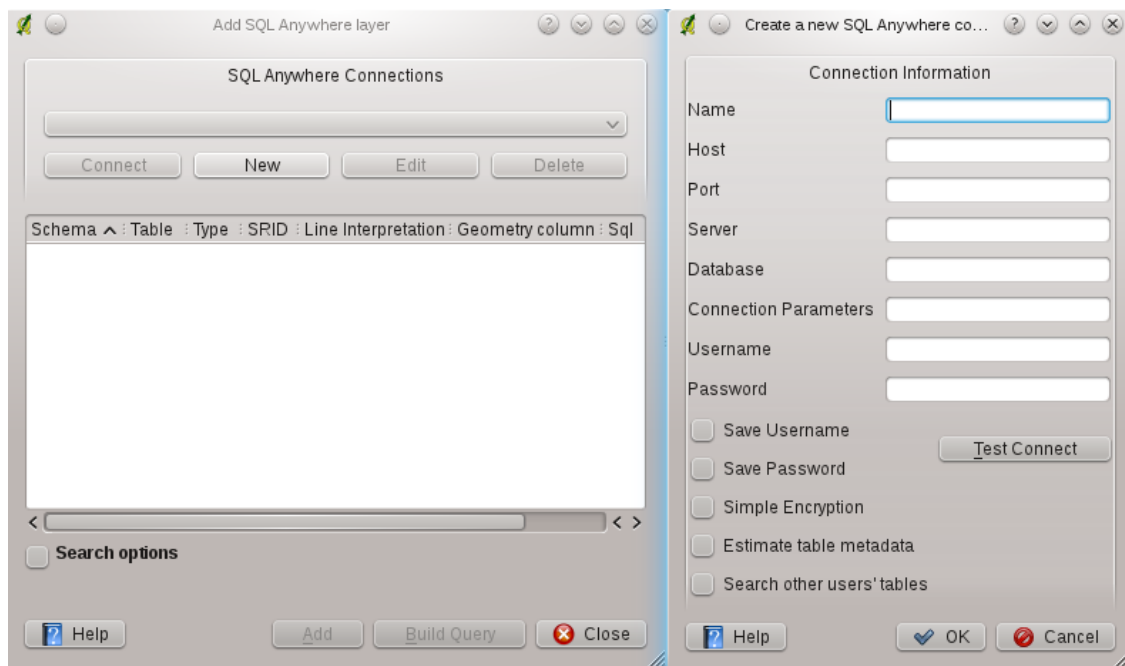 Add SQL Anywhere layer
SQL Anywhere Connections
Connect New Edit Delete
Schema Table Type SRID Line Interpretation Geometry column Sql
Search options
Help Add Build Query Close
Create a new SQL Anywhere co...
Connection Information
Name
Host
Port
Server
Database
Connection Parameters
Username
Password
Save Username
Test Connect
Save Password
Simple Encryption
Estimate table metadata
Search other users' tables
Help OK Cancel